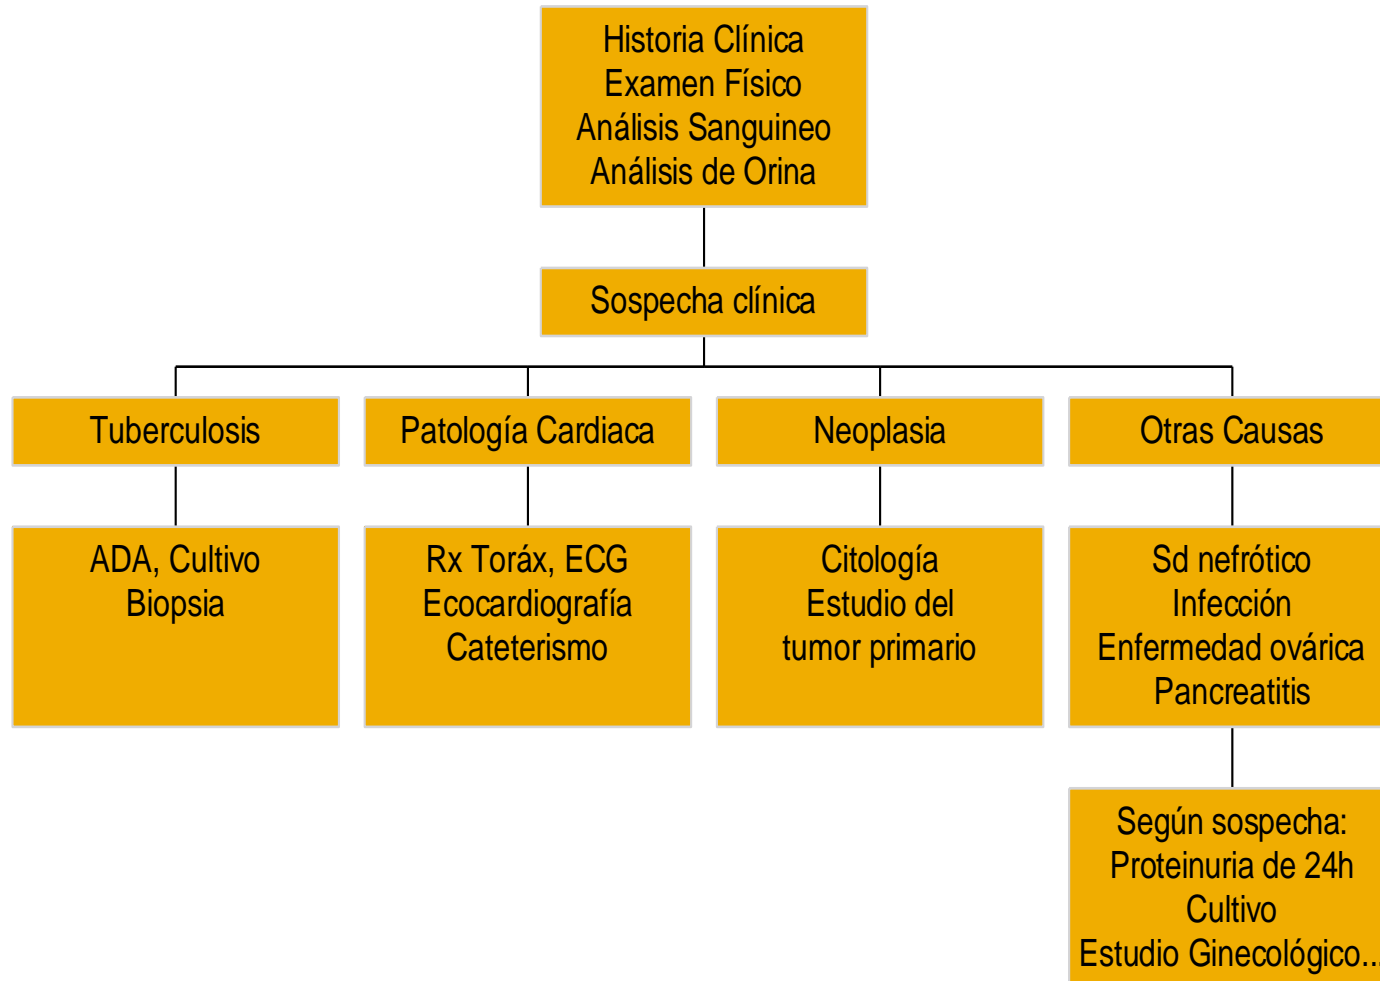 Historia Clínica
Examen Físico
Análisis Sanguineo
Análisis de Orina
Sospecha clínica
Tuberculosis
Patología Cardiaca
Neoplasia
Otras Causas
ADA, Cultivo
Biopsia
Rx Toráx, ECG
Ecocardiografía
Cateterismo
Citología
Estudio del
tumor primario
Sd nefrótico
Infección
Enfermedad ovárica
Pancreatitis
Según sospecha:
Proteinuria de 24h
Cultivo
Estudio Ginecológico...